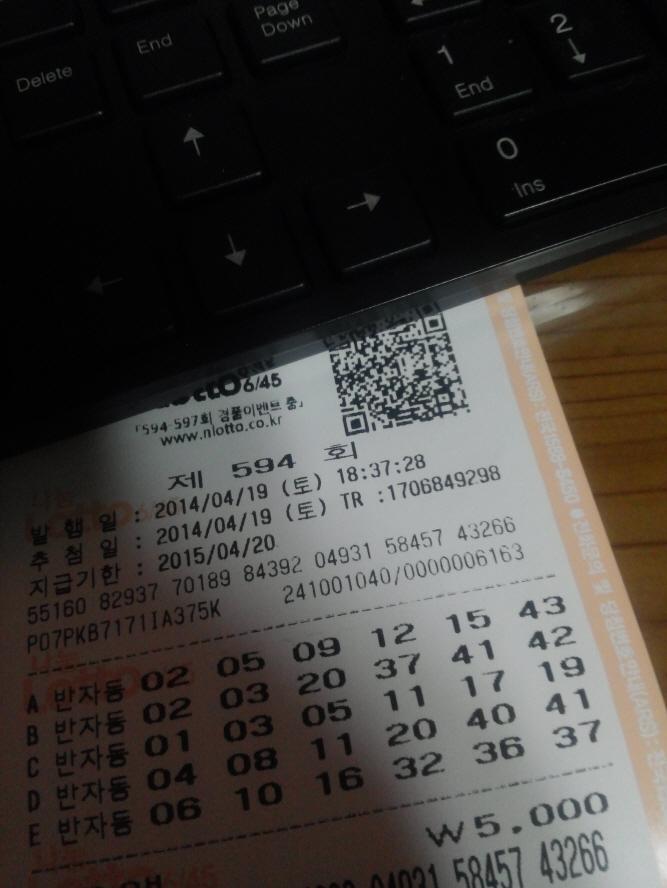 Delete
End
Page
Down
1
End
2
0
Ins
6/45
「594-597회 경품이벤트 중」
www.nlotto.co.kr
제 594 회
발 행 일 : 2014/04/19 (토) 18:37:28
추 첨 일 : 2014/04/19 (토) TR :1706849298
지급기한 : 2015/04/20
55160 82937 70189 84392 04931 58457 43266
P07PKB7171IA375K 241001040/0000006163
A 반자동 02 05 09 12 15 43
B 반자동 02 03 20 37 41 42
C 반자동 01 03 05 11 17 19
D 반자동 04 08 11 20 40 41
E 반자동 06 10 16 32 36 37
₩5,000
04931 58457 43266